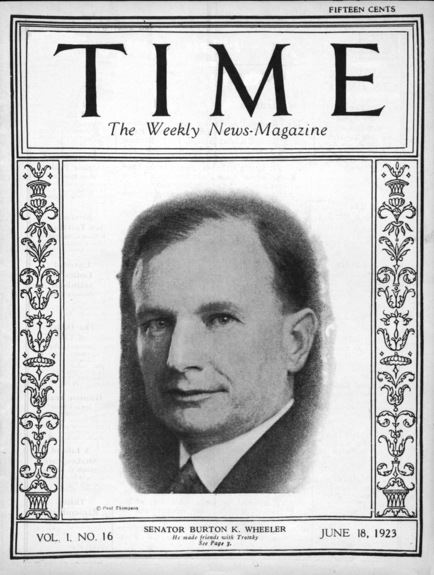 FIFTEEN CENTS
TIME
The Weekly News-Magazine
© Paul Thompson
VOL. I, NO. 16
SENATOR BURTON K. WHEELER
He made friends with Trotzky
See Page 3.
JUNE 18, 1923